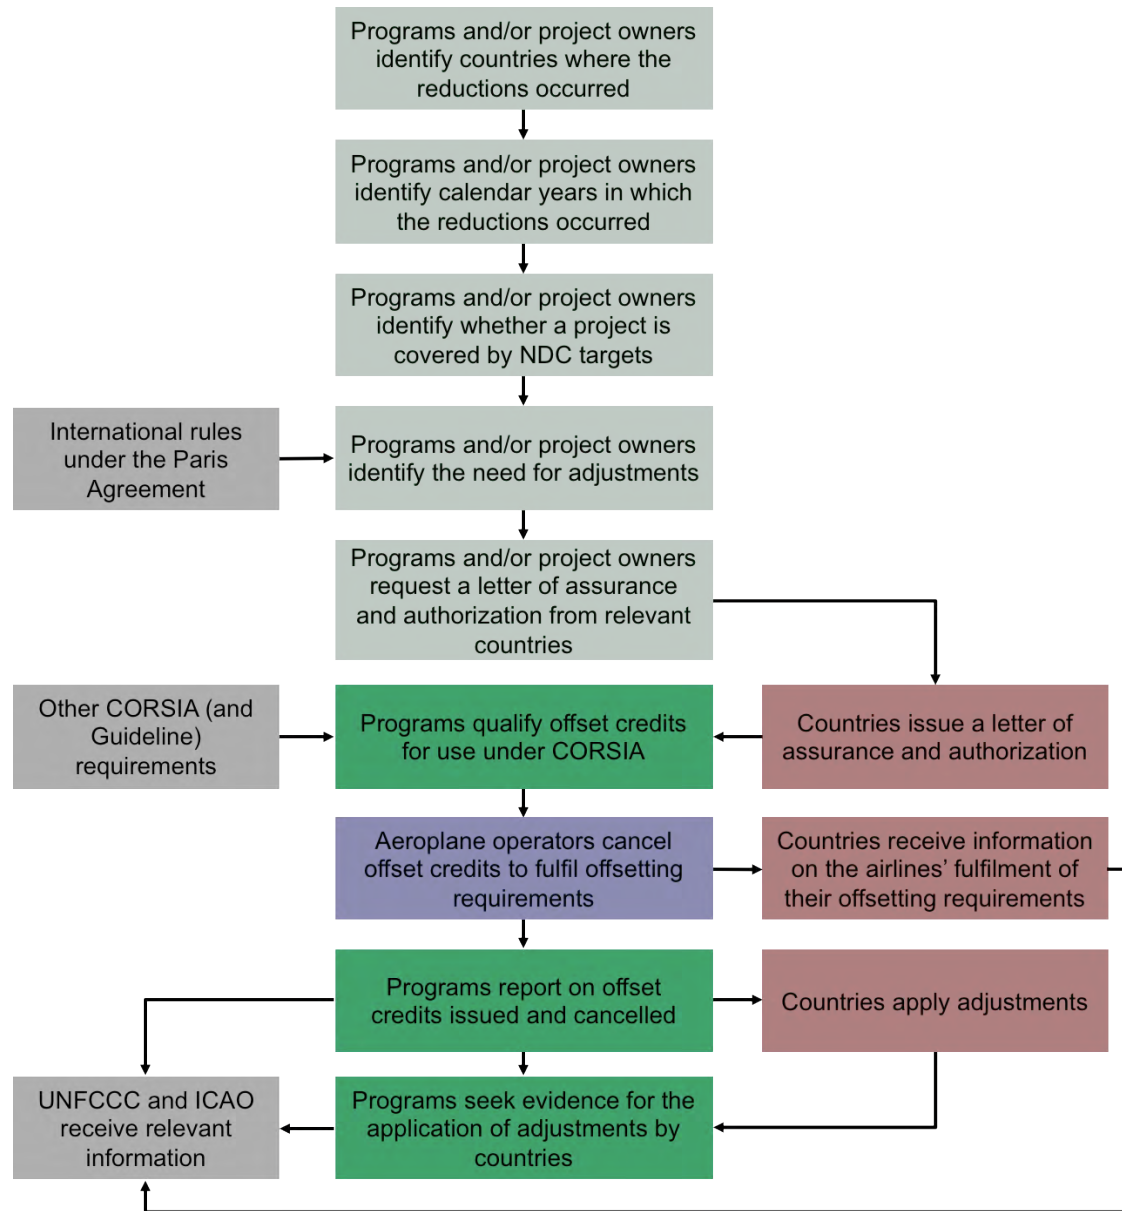 Programs and/or project owners
identify countries where the
reductions occurred
Programs and/or project owners
identify calendar years in which
the reductions occurred
Programs and/or project owners
identify whether a project is
covered by NDC targets
International rules
under the Paris
Agreement
Programs and/or project owners
identify the need for adjustments
Programs and/or project owners
request a letter of assurance
and authorization from relevant
countries
Other CORSIA (and
Guideline)
requirements
Programs qualify offset credits
for use under CORSIA
Countries issue a letter of
assurance and authorization
Aeroplane operators cancel
offset credits to fulfil offsetting
requirements
Countries receive information
on the airlines’ fulfilment of
their offsetting requirements
Programs report on offset
credits issued and cancelled
Countries apply adjustments
UNFCCC and ICAO
receive relevant
information
Programs seek evidence for the
application of adjustments by
countries